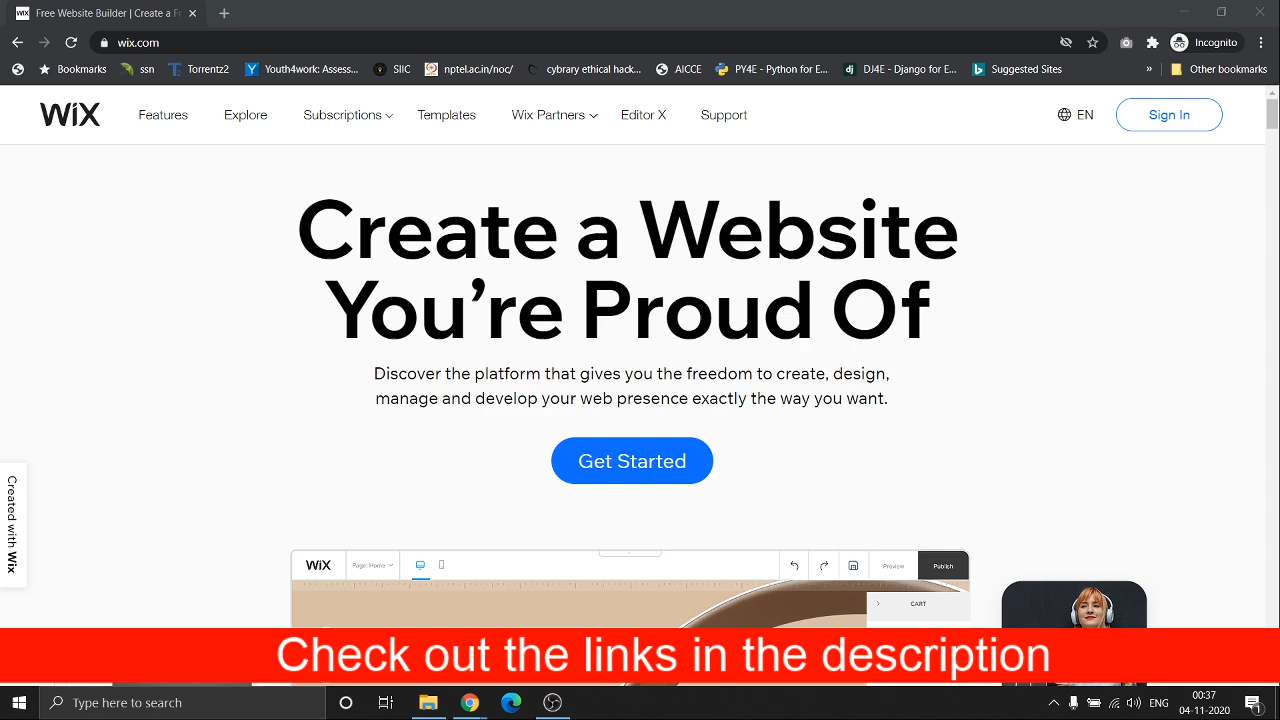 WiX Free Website Builder | Create a F
wix.com
Incognito
Bookmarks
ssn
Torrentz2
Youth4work: Assess...
SIIC
nptel.ac.in/noc/
cybrary ethical hack...
AICCE
PY4E - Python for E...
DJ4E - Django for E...
Suggested Sites
»
Other bookmarks
WiX
Features
Explore
Subscriptions
Templates
Wix Partners
Editor X
Support
EN
Sign In
Create a Website
You're Proud Of
Discover the platform that gives you the freedom to create, design,
manage and develop your web presence exactly the way you want.
Get Started
Created with Wix
WiX
Page: Home
Preview
Publish
CART
Check out the links in the description
Type here to search
ENG
00:37
04-11-2020
1